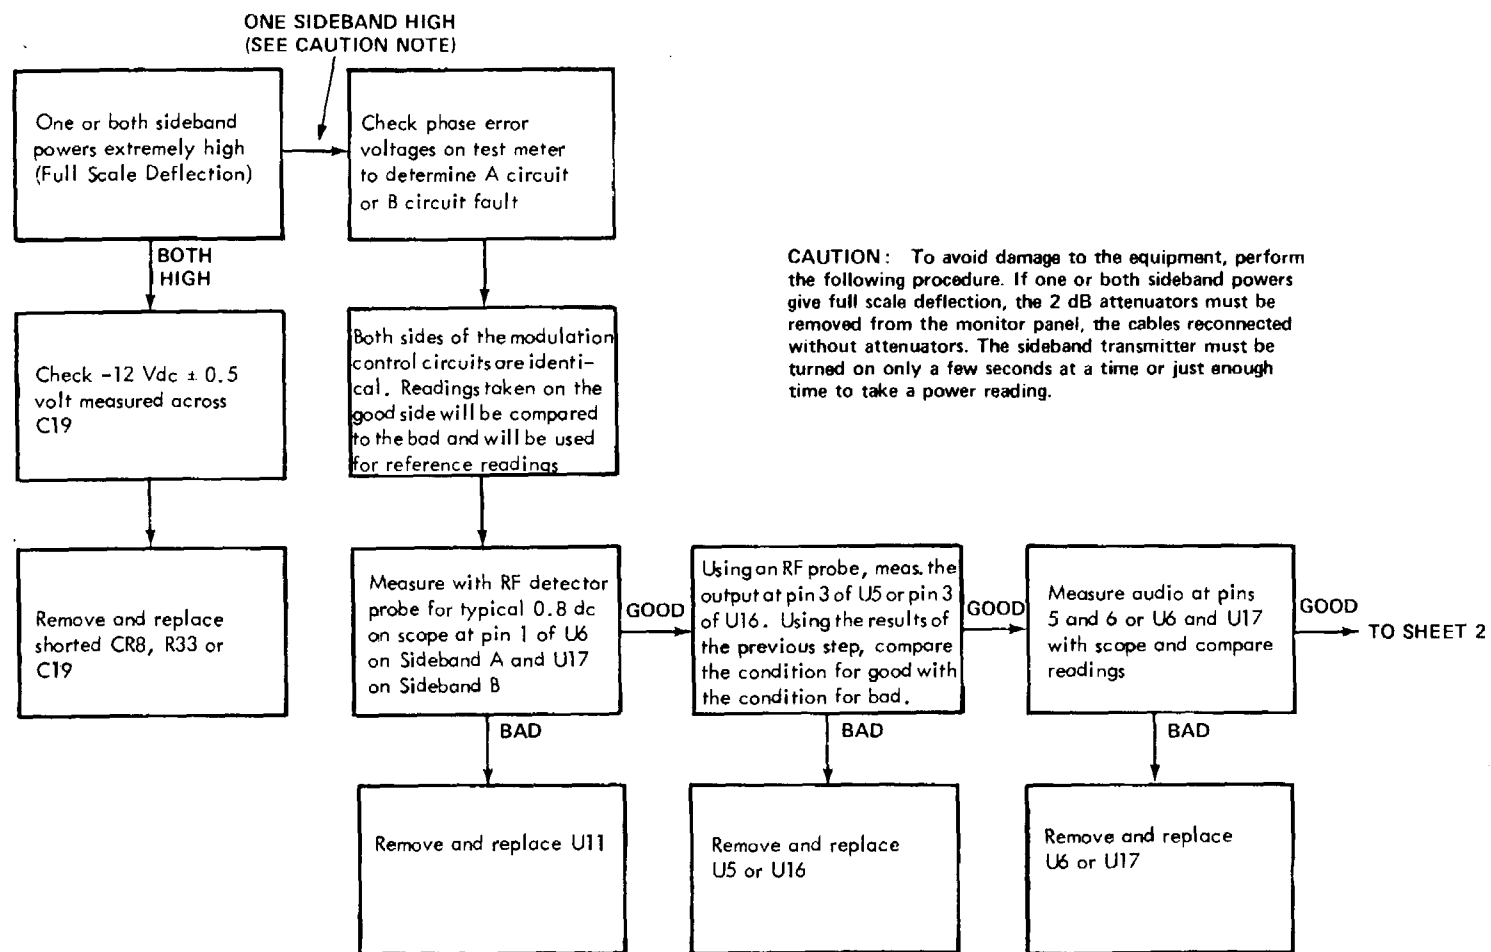 ONE SIDEBAND HIGH
(SEE CAUTION NOTE)
One or both sideband
powers extremely high
(Full Scale Deflection)
Check phase error
voltages on test meter
to determine A circuit
or B circuit fault
BOTH
HIGH
CAUTION: To avoid damage to the equipment, perform
the following procedure. If one or both sideband powers
give full scale deflection, the 2 dB attenuators must be
removed from the monitor panel, the cables reconnected
without attenuators. The sideband transmitter must be
turned on only a few seconds at a time or just enough
time to take a power reading.
Check -12 Vdc ± 0.5
volt measured across
C19
Both sides of the modulation
control circuits are identi-
cal. Readings taken on the
good side will be compared
to the bad and will be used
for reference readings
Remove and replace
shorted CR8, R33 or
C19
Measure with RF detector
probe for typical 0.8 dc
on scope at pin 1 of U6
on Sideband A and U17
on Sideband B
GOOD
Using an RF probe, meas. the
output at pin 3 of U5 or pin 3
of U16. Using the results of
the previous step, compare
the condition for good with
the condition for bad.
GOOD
Measure audio at pins
5 and 6 or U6 and U17
with scope and compare
readings
GOOD
TO SHEET 2
BAD
BAD
BAD
Remove and replace U11
Remove and replace
U5 or U16
Remove and replace
U6 or U17